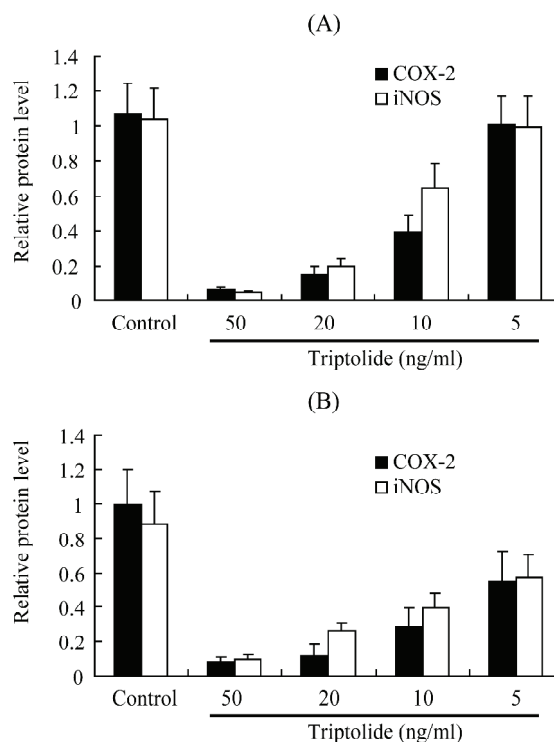 (A)
1.4
1.2
1
0.8
0.6
0.4
0.2
0
Relative protein level
COX-2
iNOS
Control 50 20 10 5
Triptolide (ng/ml)
(B)
1.4
1.2
1
0.8
0.6
0.4
0.2
0
Relative protein level
COX-2
iNOS
Control 50 20 10 5
Triptolide (ng/ml)